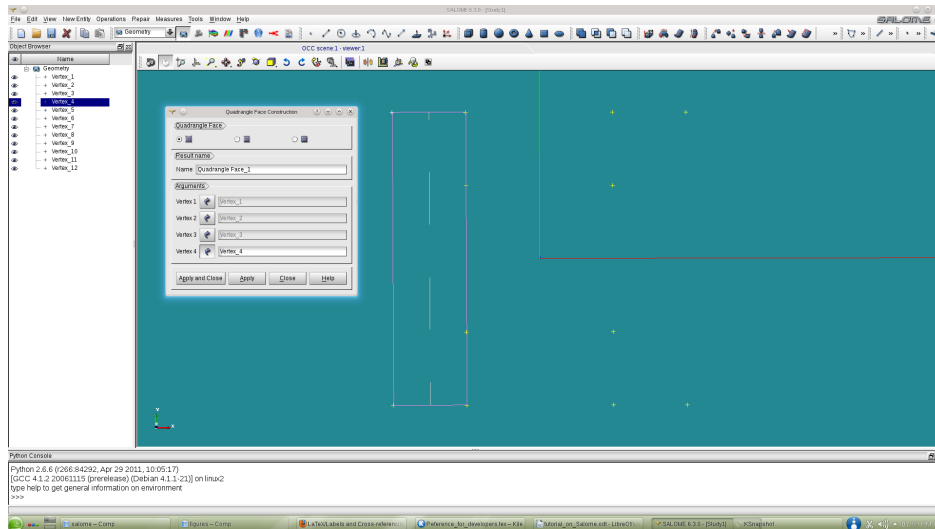 SALOME 6.3.0 - [Study1]
File Edit View New Entity Operations Repair Measures Tools Window Help
SALOME
Geometry
Object Browser
OCC scene:1 - viewer:1
Name
Geometry
Vertex_1
Vertex_2
Vertex_3
Vertex_4
Vertex_5
Vertex_6
Vertex_7
Vertex_8
Vertex_9
Vertex_10
Vertex_11
Vertex_12
Quadrangle Face Construction
Quadrangle Face
Result name
Name Quadrangle Face_1
Arguments
Vertex 1 Vertex_1
Vertex 2 Vertex_2
Vertex 3 Vertex_3
Vertex 4 Vertex_4
Apply and Close Apply Close Help
Y
X
Python Console
Python 2.6.6 (r266:84292, Apr 29 2011, 10:05:17)
[GCC 4.1.2 20061115 (prerelease) (Debian 4.1.1-21)] on linux2
type help to get general information on environment
>>>
salome – Comp figures – Comp LaTeX/Labels and Cross-referenc Reference_for_developers.tex – Kile tutorial_on_Salome.odt - LibreO SALOME 6.3.0 - [Study1] KSnapshot